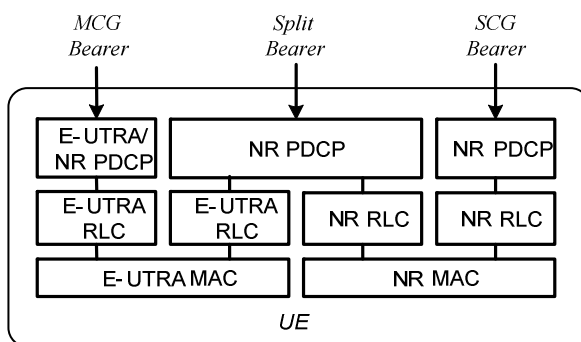 MCG
Bearer
Split
Bearer
SCG
Bearer
E-UTRA/
NR PDCP
NR PDCP
NR PDCP
E-UTRA
RLC
E-UTRA
RLC
NR RLC
NR RLC
E-UTRA MAC
NR MAC
UE